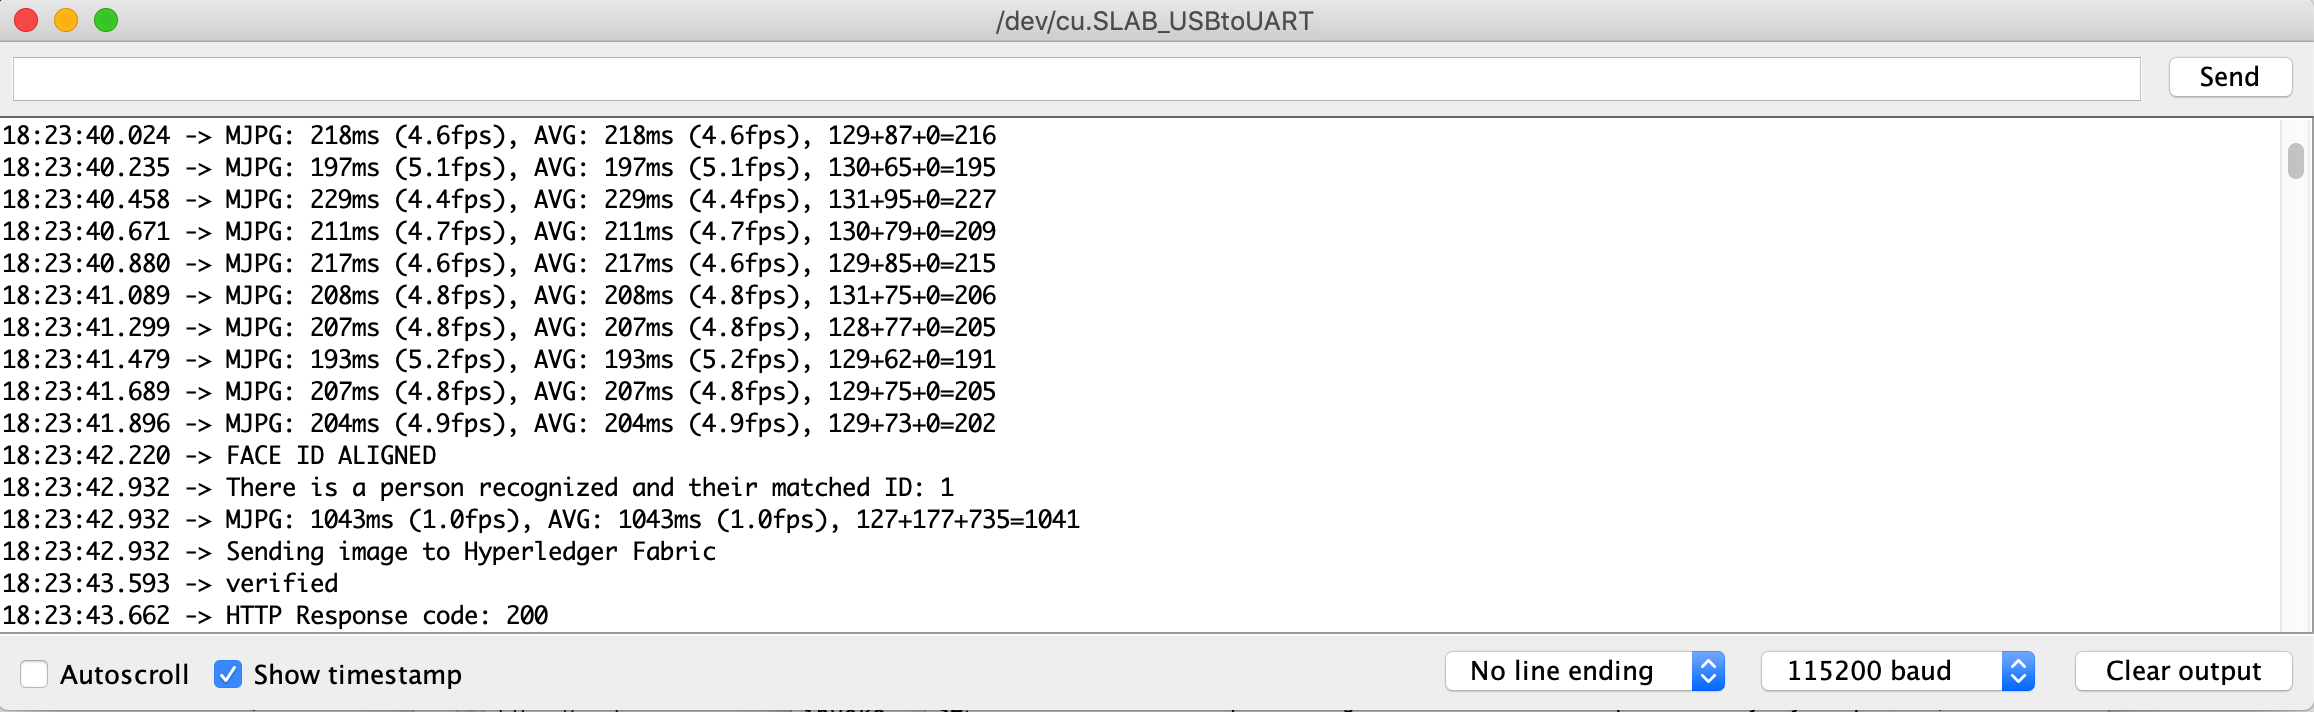 /dev/cu.SLAB_USBtoUART
Send
18:23:40.024 -> MJPG: 218ms (4.6fps), AVG: 218ms (4.6fps), 129+87+0=216
18:23:40.235 -> MJPG: 197ms (5.1fps), AVG: 197ms (5.1fps), 130+65+0=195
18:23:40.458 -> MJPG: 229ms (4.4fps), AVG: 229ms (4.4fps), 131+95+0=227
18:23:40.671 -> MJPG: 211ms (4.7fps), AVG: 211ms (4.7fps), 130+79+0=209
18:23:40.880 -> MJPG: 217ms (4.6fps), AVG: 217ms (4.6fps), 129+85+0=215
18:23:41.089 -> MJPG: 208ms (4.8fps), AVG: 208ms (4.8fps), 131+75+0=206
18:23:41.299 -> MJPG: 207ms (4.8fps), AVG: 207ms (4.8fps), 128+77+0=205
18:23:41.479 -> MJPG: 193ms (5.2fps), AVG: 193ms (5.2fps), 129+62+0=191
18:23:41.689 -> MJPG: 207ms (4.8fps), AVG: 207ms (4.8fps), 129+75+0=205
18:23:41.896 -> MJPG: 204ms (4.9fps), AVG: 204ms (4.9fps), 129+73+0=202
18:23:42.220 -> FACE ID ALIGNED
18:23:42.932 -> There is a person recognized and their matched ID: 1
18:23:42.932 -> MJPG: 1043ms (1.0fps), AVG: 1043ms (1.0fps), 127+177+735=1041
18:23:42.932 -> Sending image to Hyperledger Fabric
18:23:43.593 -> verified
18:23:43.662 -> HTTP Response code: 200
Autoscroll Show timestamp No line ending 115200 baud Clear output